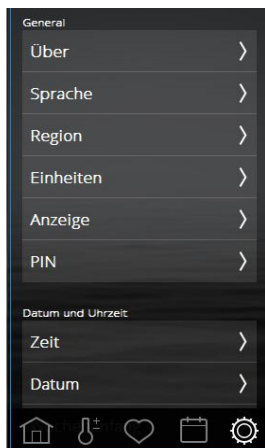 General
Über
Sprache
Region
Einheiten
Anzeige
PIN
Datum und Uhrzeit
Zeit
Datum